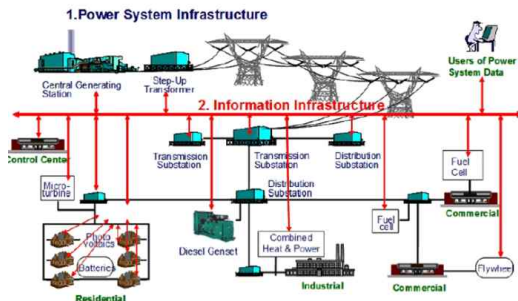 1.Power System Infrastructure
Central Generating
Station
Step-Up
Transformer
Users of Power
System Data
2. Information Infrastructure
Control Center
Transmission
Substation
Transmission
Substation
Distribution
Substation
Fuel
Cell
Micro-
turbine
Distribution
Substation
Commercial
Photo
voltaics
Batteries
Residential
Diesel Genset
Combined
Heat & Power
Industrial
Fuel
cell
Commercial
Flywheel